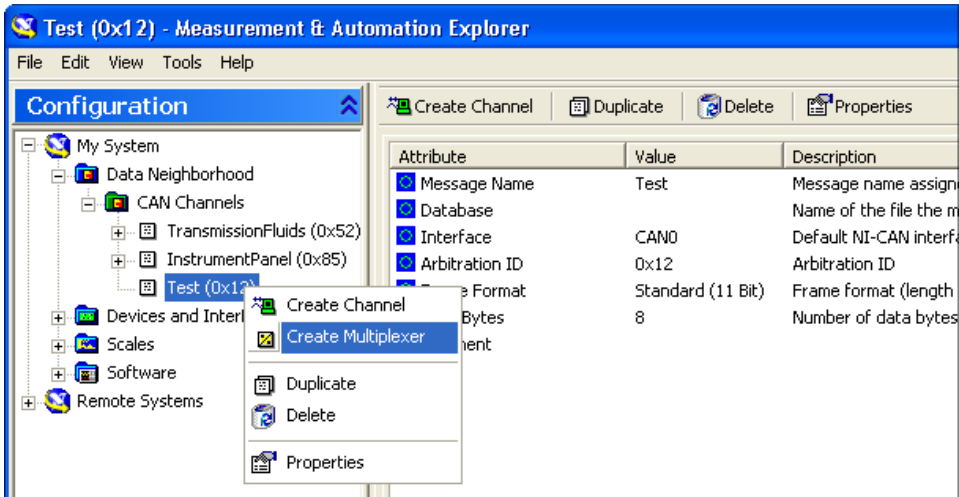 Test (0x12) - Measurement & Automation Explorer
File Edit View Tools Help
Configuration
Create Channel Duplicate Delete Properties
My System
Data Neighborhood
CAN Channels
TransmissionFluids (0x52)
InstrumentPanel (0x85)
Test (0x12)
Devices and Interf
Scales
Software
Remote Systems
Create Channel
Create Multiplexer
Duplicate
Delete
Properties
Attribute Value Description
Message Name Test Message name assign
Database Name of the file the m
Interface CAN0 Default NI-CAN interfa
Arbitration ID 0x12 Arbitration ID
Format Standard (11 Bit) Frame format (length
Bytes 8 Number of data bytes
ment